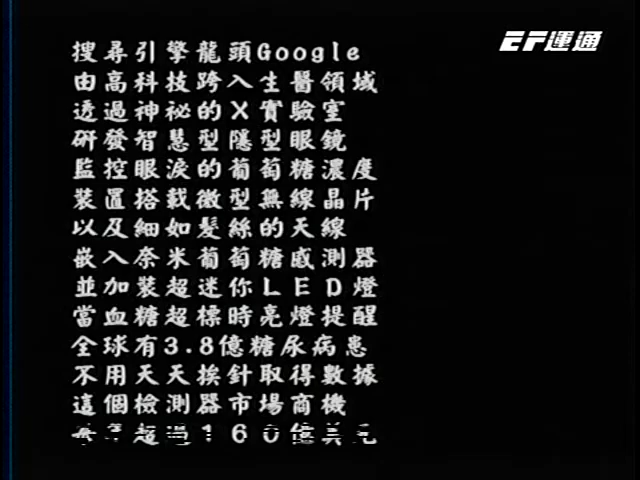 EF運通
搜尋引擎龍頭Google
由高科技跨入生醫領域
透過神祕的X實驗室
研發智慧型隱型眼鏡
監控眼淚的葡萄糖濃度
裝置搭載微型無線晶片
以及細如髮絲的天線
嵌入奈米葡萄糖感測器
並加裝超迷你LED燈
當血糖超標時亮燈提醒
全球有3.8億糖尿病患
不用天天挨針取得數據
這個檢測器市場商機
每年超過160億美元